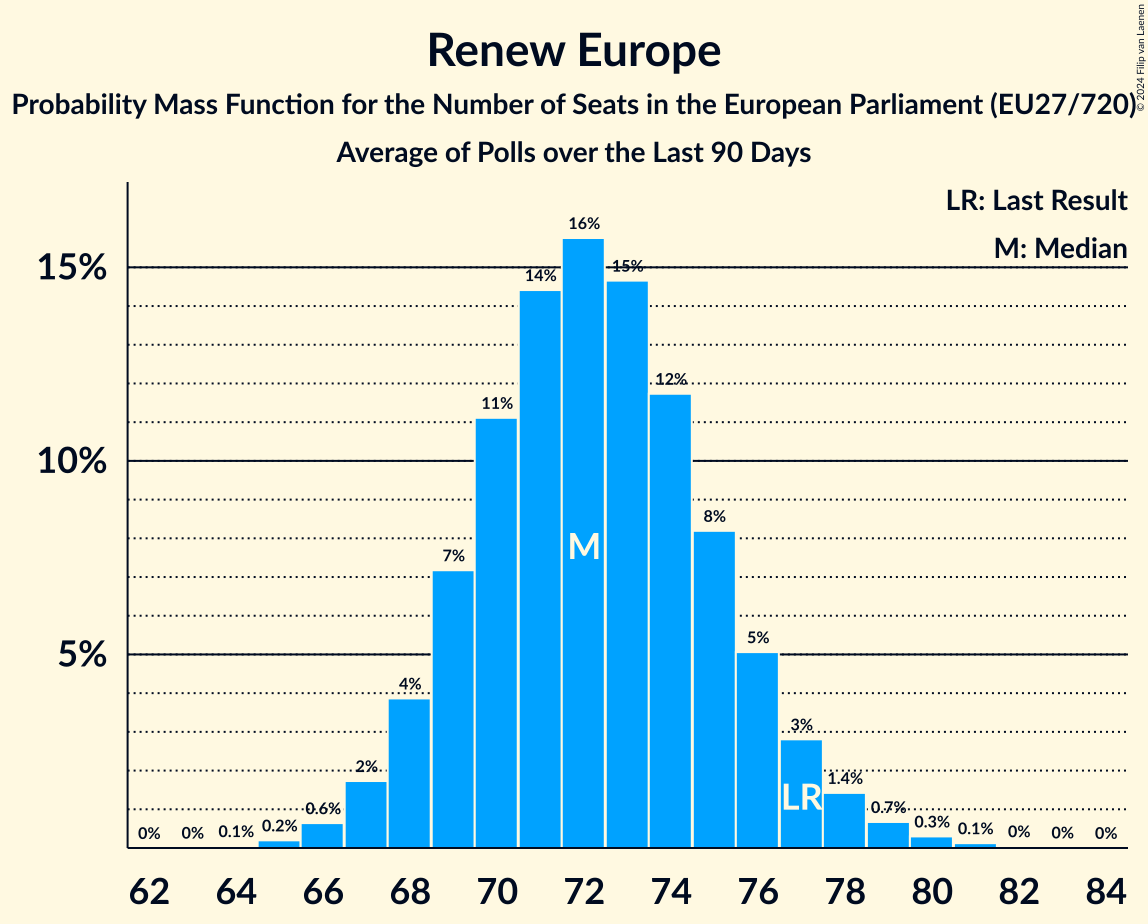 Renew Europe
Probability Mass Function for the Number of Seats in the European Parliament (EU27/720)
Average of Polls over the Last 90 Days
© 2024 Filip van Laenen
LR: Last Result
M: Median
15%
10%
5%
0% 0% 0.1% 0.2% 0.6% 2% 4% 7% 11% 14% 16% 15% 12% 8% 5% 3% 1.4% 0.7% 0.3% 0.1% 0% 0% 0%
M
LR
62 64 66 68 70 72 74 76 78 80 82 84